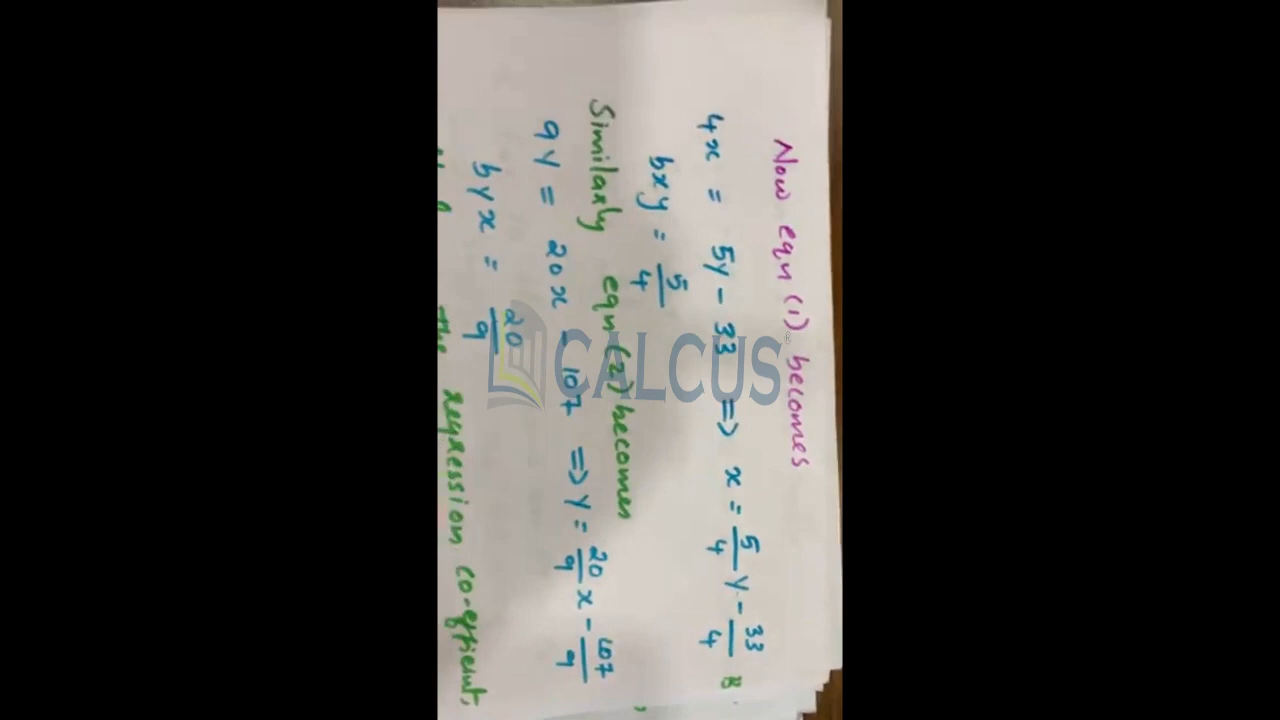 Now eqn (1) becomes
4x = 5y - 33 => x = 5/4 y - 33/4
bxy = 5/4
Similarly eqn (2) becomes
9y = 20x - 107 => y = 20/9 x - 107/9
byx = 20/9
the regression co-efficient,
CALCUS